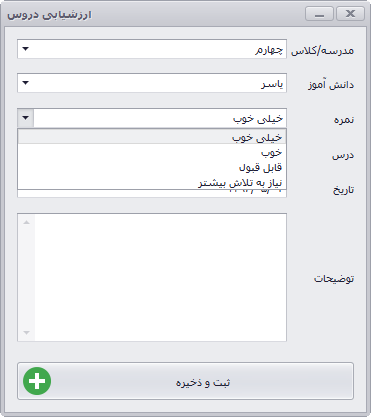 ارزشیابی دروس
مدرسه/کلاس چهارم
دانش آموز یاسر
نمره خیلی خوب
خیلی خوب
درس خوب
قابل قبول
نیاز به تلاش بیشتر
تاریخ
توضیحات
ثبت و ذخیره